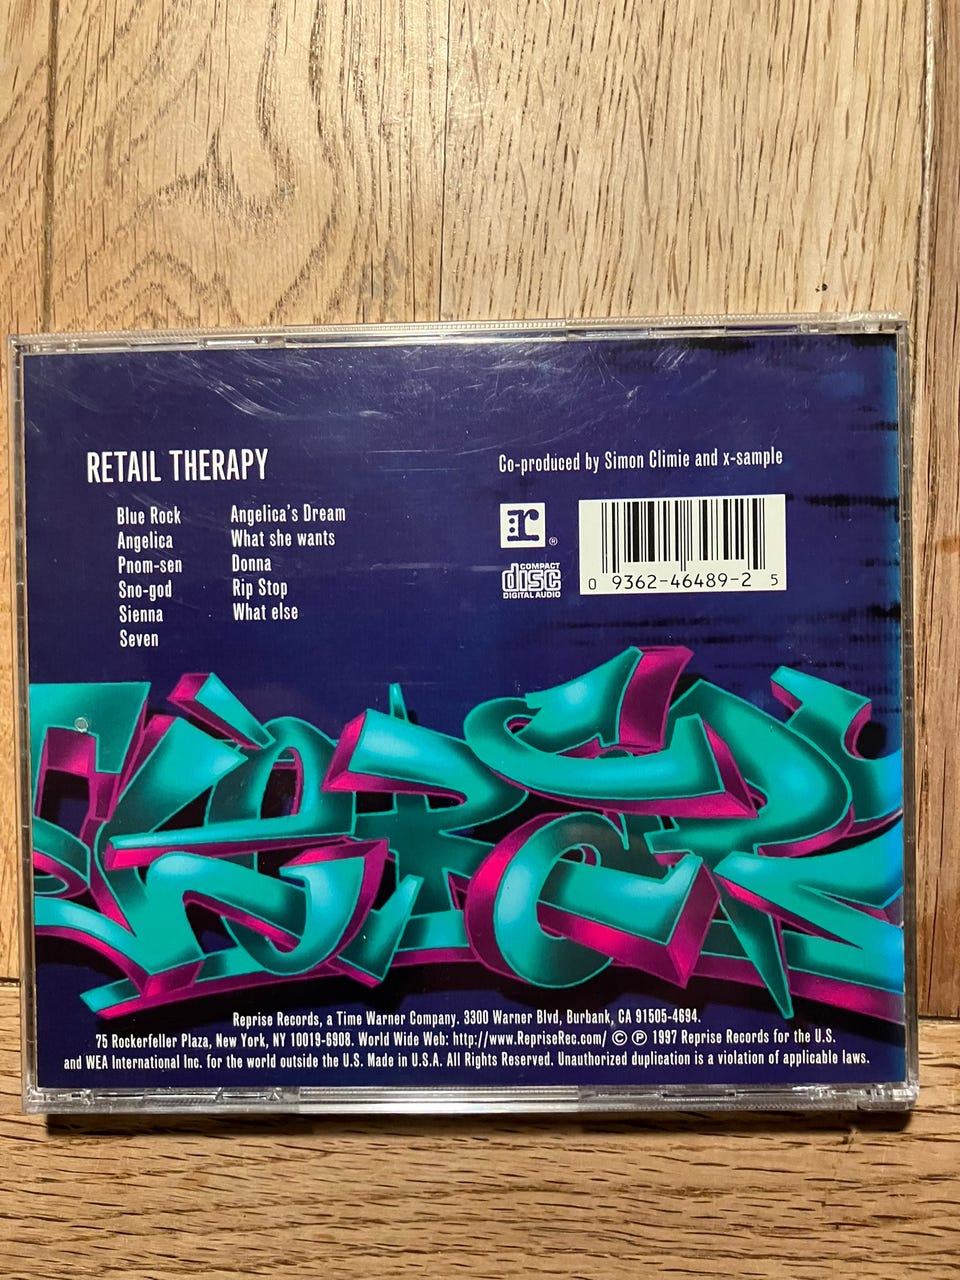 RETAIL THERAPY
Blue Rock
Angelica
Pnom-sen
Sno-god
Sienna
Seven
Angelica's Dream
What she wants
Donna
Rip Stop
What else
Co-produced by Simon Climie and x-sample
r ®
COMPACT
disc
DIGITAL AUDIO
0 9362-46489-2 5
Reprise Records, a Time Warner Company. 3300 Warner Blvd, Burbank, CA 91505-4694.
75 Rockerfeller Plaza, New York, NY 10019-6908. World Wide Web: http://www.RepriseRec.com/ © ℗ 1997 Reprise Records for the U.S.
and WEA International Inc. for the world outside the U.S. Made in U.S.A. All Rights Reserved. Unauthorized duplication is a violation of applicable laws.